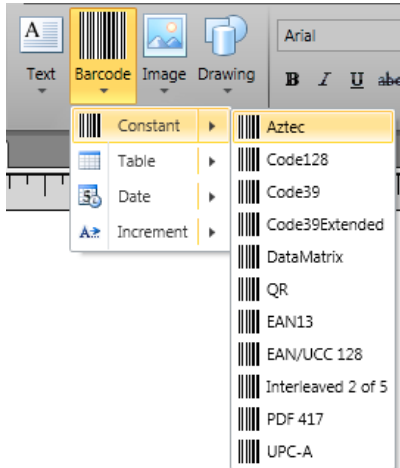 A
Arial
Text Barcode Image Drawing
B I U abc
Constant
Table
5 Date
A Increment
Aztec
Code128
Code39
Code39Extended
DataMatrix
QR
EAN13
EAN/UCC 128
Interleaved 2 of 5
PDF 417
UPC-A